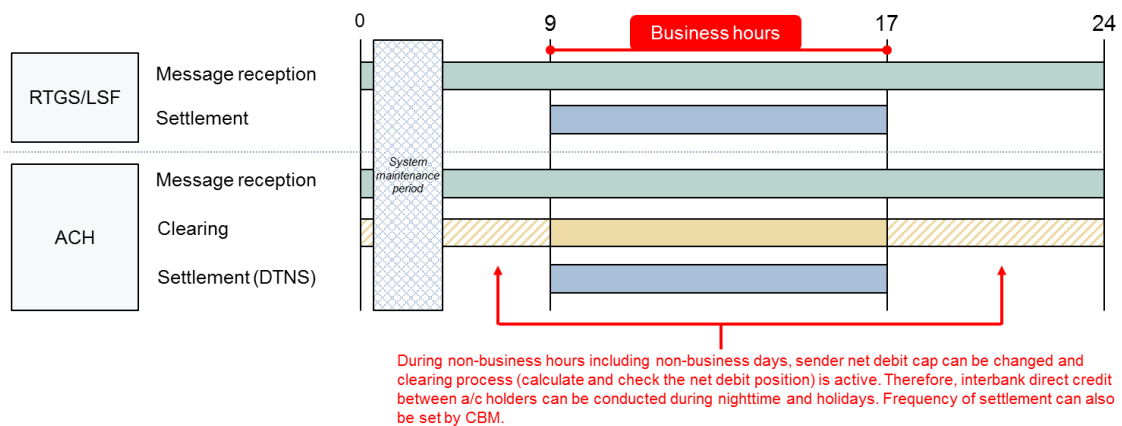 0
9
17
24
Business hours
RTGS/LSF
Message reception
Settlement
System
maintenance
period
ACH
Message reception
Clearing
Settlement (DTNS)
During non-business hours including non-business days, sender net debit cap can be changed and
clearing process (calculate and check the net debit position) is active. Therefore, interbank direct credit
between a/c holders can be conducted during nighttime and holidays. Frequency of settlement can also
be set by CBM.